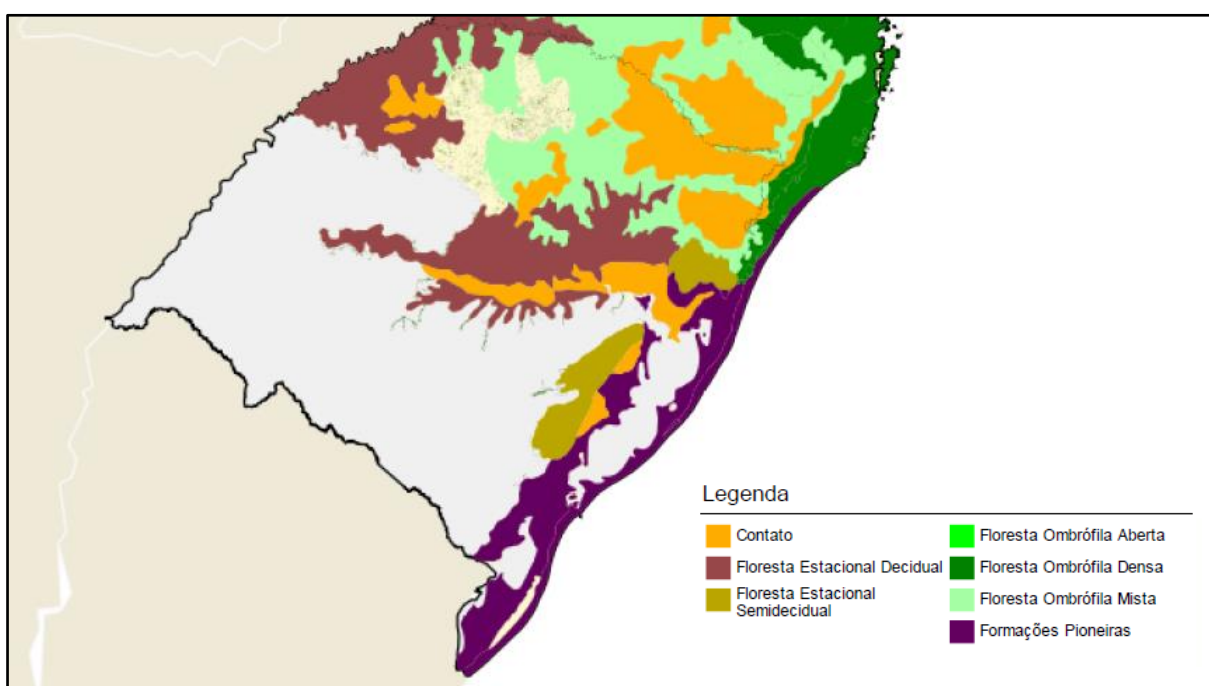 Legenda
Contato
Floresta Estacional Decidual
Floresta Estacional
Semidecidual
Floresta Ombrófila Aberta
Floresta Ombrófila Densa
Floresta Ombrófila Mista
Formações Pioneiras